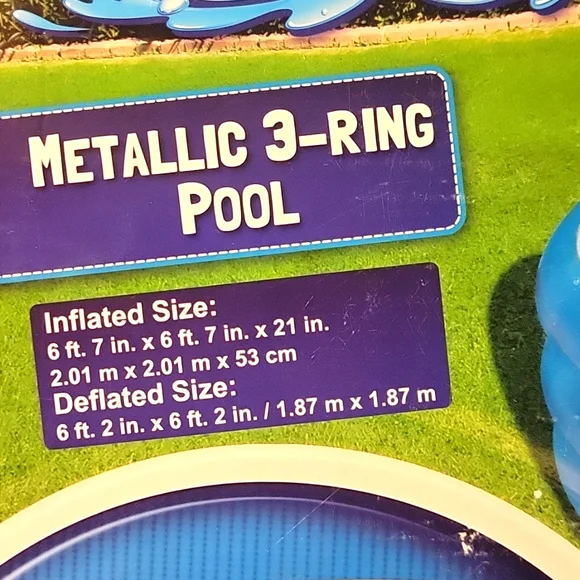 METALLIC 3-RING
POOL
Inflated Size:
6 ft. 7 in. x 6 ft. 7 in. x 21 in.
2.01 m x 2.01 m x 53 cm
Deflated Size:
6 ft. 2 in. x 6 ft. 2 in. / 1.87 m x 1.87 m